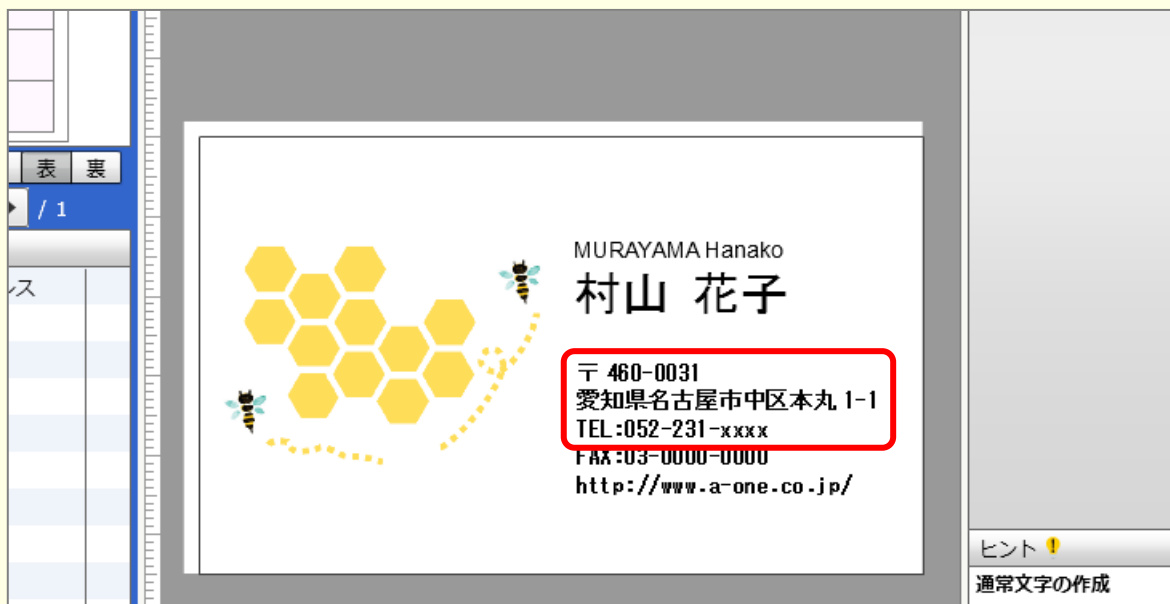 表 裏
/ 1
レス
MURAYAMA Hanako
村山 花子
〒 460-0031
愛知県名古屋市中区本丸 1-1
TEL:052-231-xxxx
FAX:03-0000-0000
http://www.a-one.co.jp/
ヒント
通常文字の作成